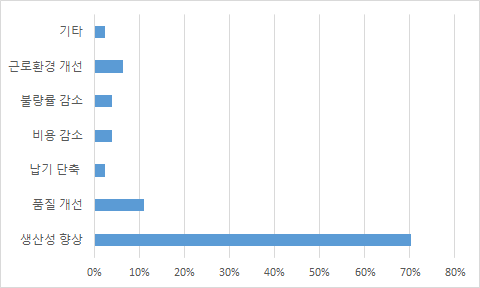 기타
근로환경 개선
불량률 감소
비용 감소
납기 단축
품질 개선
생산성 향상
0% 10% 20% 30% 40% 50% 60% 70% 80%